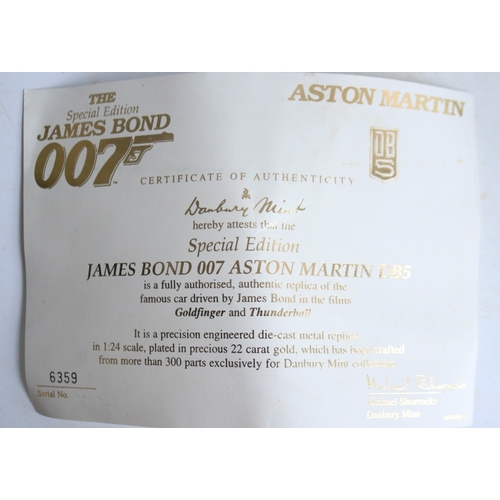 THE
Special Edition
JAMES BOND
007
TM
ASTON MARTIN
DB
5
CERTIFICATE OF AUTHENTICITY
Danbury Mint
hereby attests that the
Special Edition
JAMES BOND 007 ASTON MARTIN DB5
is a fully authorised, authentic replica of the
famous car driven by James Bond in the films
Goldfinger and Thunderball
It is a precision engineered die-cast metal replica
in 1:24 scale, plated in precious 22 carat gold, which has been crafted
from more than 300 parts exclusively for Danbury Mint collectors.
6359
Serial No.
Michael
Danbury Mint